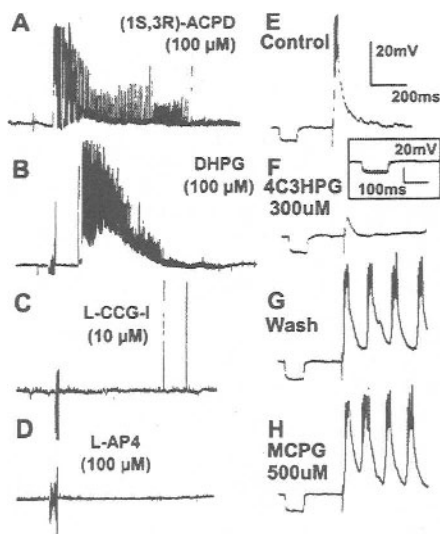 A
(1S,3R)-ACPD
(100 µM)
B
DHPG
(100 µM)
C
L-CCG-I
(10 µM)
D
L-AP4
(100 µM)
E
Control
20mV
200ms
20mV
100ms
F
4C3HPG
300uM
G
Wash
H
MCPG
500uM